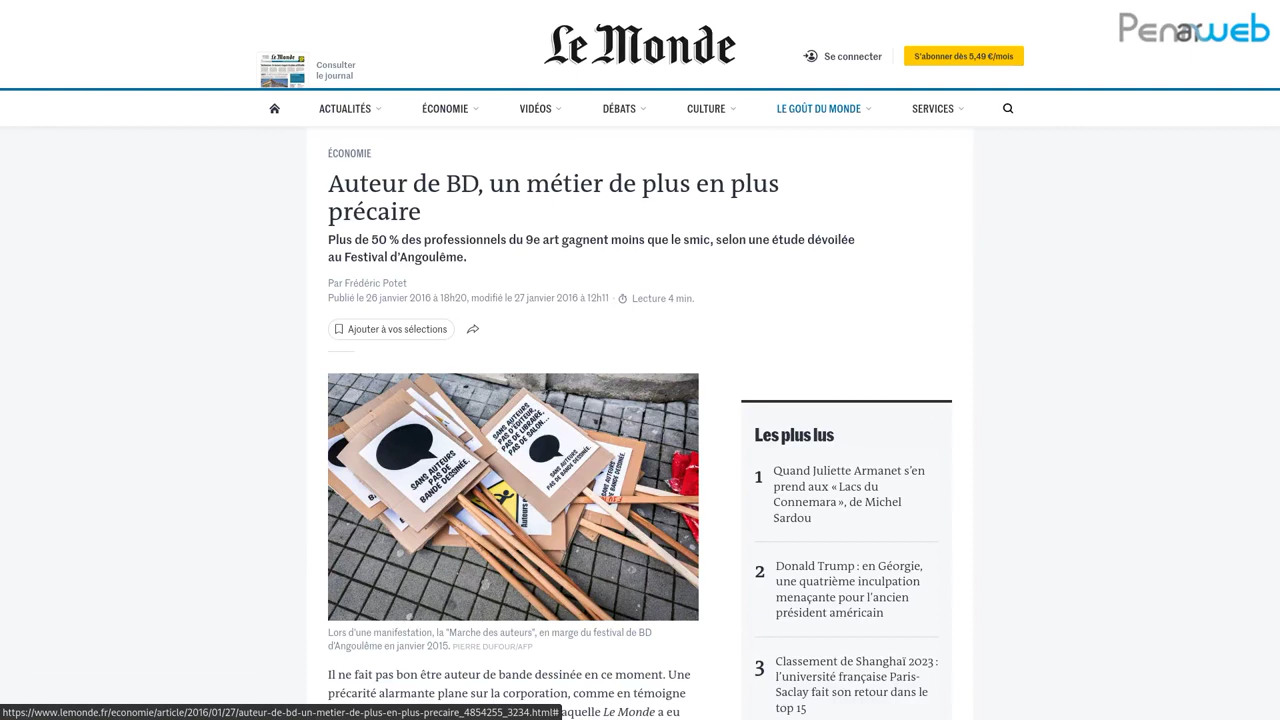 Penarweb
Le Monde
Consulter
le journal
Se connecter
S'abonner dès 5,49 €/mois
ACTUALITÉS
ÉCONOMIE
VIDÉOS
DÉBATS
CULTURE
LE GOÛT DU MONDE
SERVICES
ÉCONOMIE
Auteur de BD, un métier de plus en plus
précaire
Plus de 50 % des professionnels du 9e art gagnent moins que le smic, selon une étude dévoilée
au Festival d'Angoulême.
Par Frédéric Potet
Publié le 26 janvier 2016 à 18h20, modifié le 27 janvier 2016 à 12h11 · Lecture 4 min.
Ajouter à vos sélections
SANS AUTEURS
PAS DE
BANDE DESSINÉE.
SANS AUTEURS
PAS D'ÉDITEUR,
PAS DE LIBRAIRE,
PAS DE SALON...
SANS AUTEURS
PAS DE BANDE DESSINÉE.
Lors d'une manifestation, la "Marche des auteurs", en marge du festival de BD
d'Angoulême en janvier 2015. PIERRE DUFOUR/AFP
Il ne fait pas bon être auteur de bande dessinée en ce moment. Une
précarité alarmante plane sur la corporation, comme en témoigne
aquelle Le Monde a eu
Les plus lus
1 Quand Juliette Armanet s'en
prend aux « Lacs du
Connemara », de Michel
Sardou
2 Donald Trump : en Géorgie,
une quatrième inculpation
menaçante pour l'ancien
président américain
3 Classement de Shanghaï 2023 :
l'université française Paris-
Saclay fait son retour dans le
top 15
https://www.lemonde.fr/economie/article/2016/01/27/auteur-de-bd-un-metier-de-plus-en-plus-precaire_4854255_3234.html#